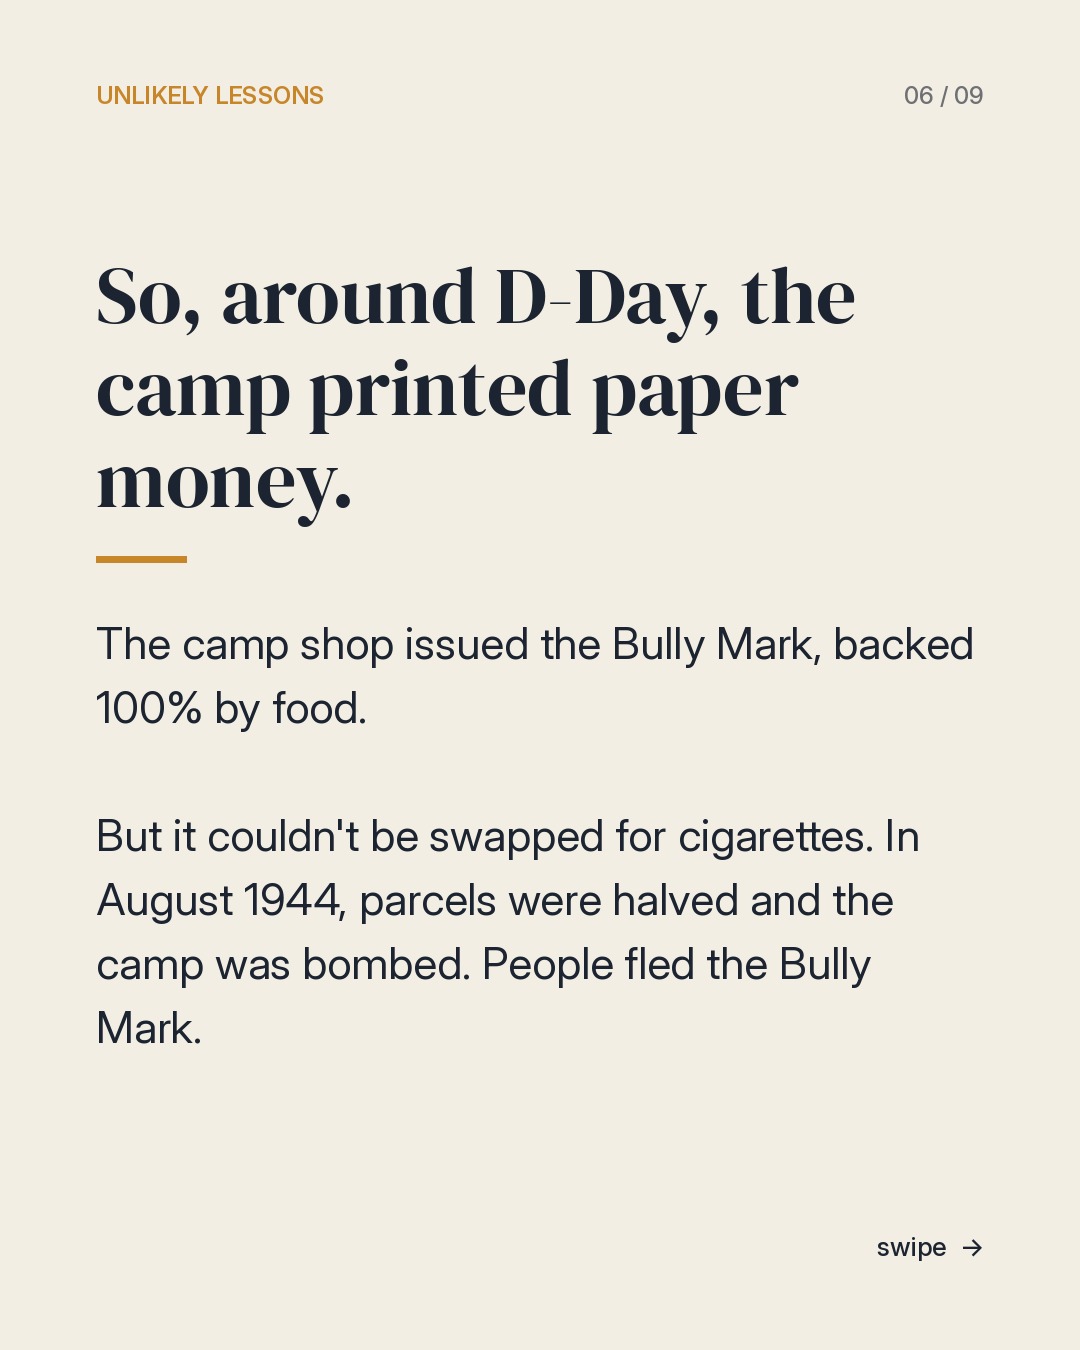 UNLIKELY LESSONS
06 / 09
So, around D-Day, the
camp printed paper
money.
The camp shop issued the Bully Mark, backed
100% by food.
But it couldn't be swapped for cigarettes. In
August 1944, parcels were halved and the
camp was bombed. People fled the Bully
Mark.
swipe →